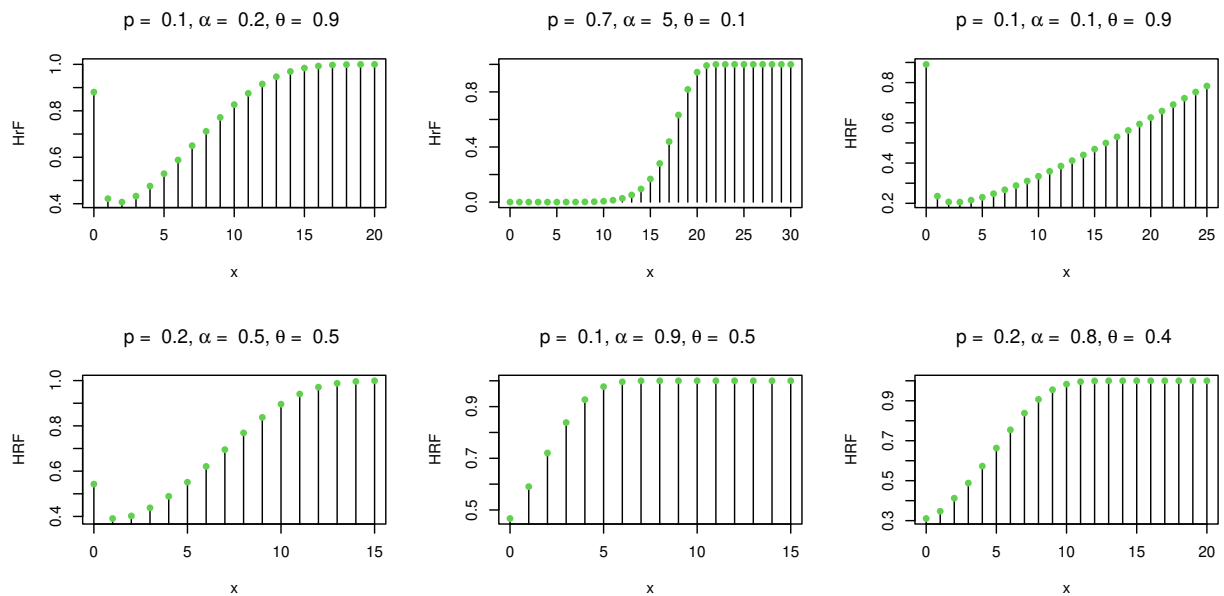 p = 0.1, α = 0.2, θ = 0.9
HrF
0.4 0.6 0.8 1.0
0 5 10 15 20
x
p = 0.7, α = 5, θ = 0.1
HrF
0.0 0.4 0.8
0 5 10 15 20 25 30
x
p = 0.1, α = 0.1, θ = 0.9
HRF
0.2 0.4 0.6 0.8
0 5 10 15 20 25
x
p = 0.2, α = 0.5, θ = 0.5
HRF
0.4 0.6 0.8 1.0
0 5 10 15
x
p = 0.1, α = 0.9, θ = 0.5
HRF
0.5 0.7 0.9
0 5 10 15
x
p = 0.2, α = 0.8, θ = 0.4
HRF
0.3 0.5 0.7 0.9
0 5 10 15 20
x